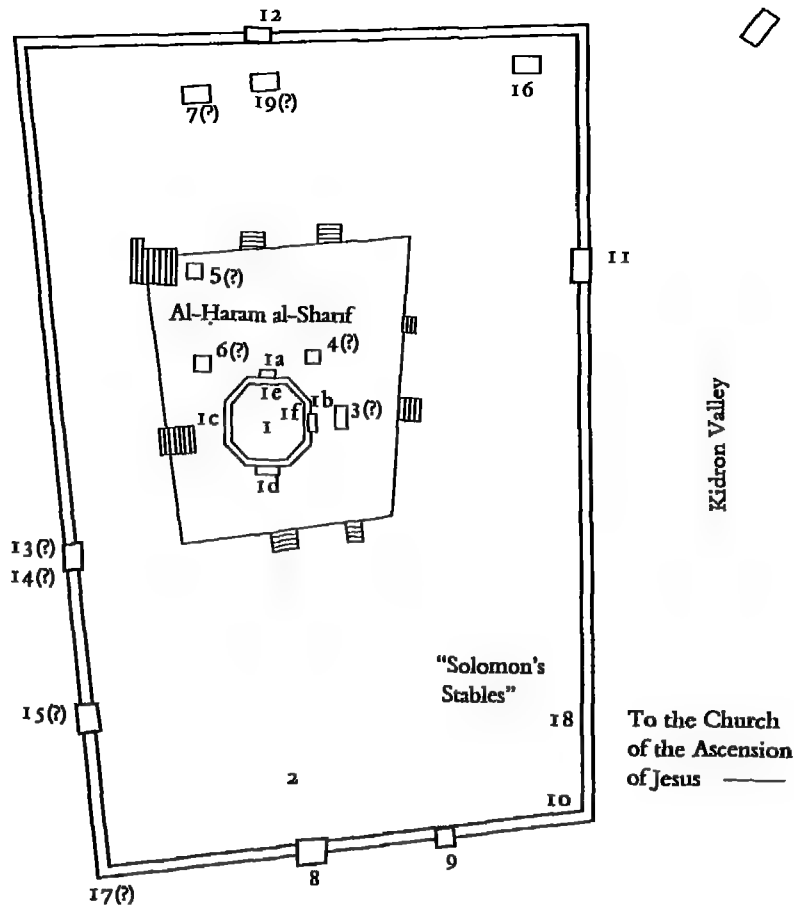 12
7(?)
19(?)
16
11
5(?)
Al-Ḥaram al-Sharif
6(?)
1a
4(?)
1e
1b
1c
1f
3(?)
1
1d
Kidron Valley
13(?)
14(?)
"Solomon's
Stables"
15(?)
18
To the Church
of the Ascension
of Jesus
2
10
8
9
17(?)